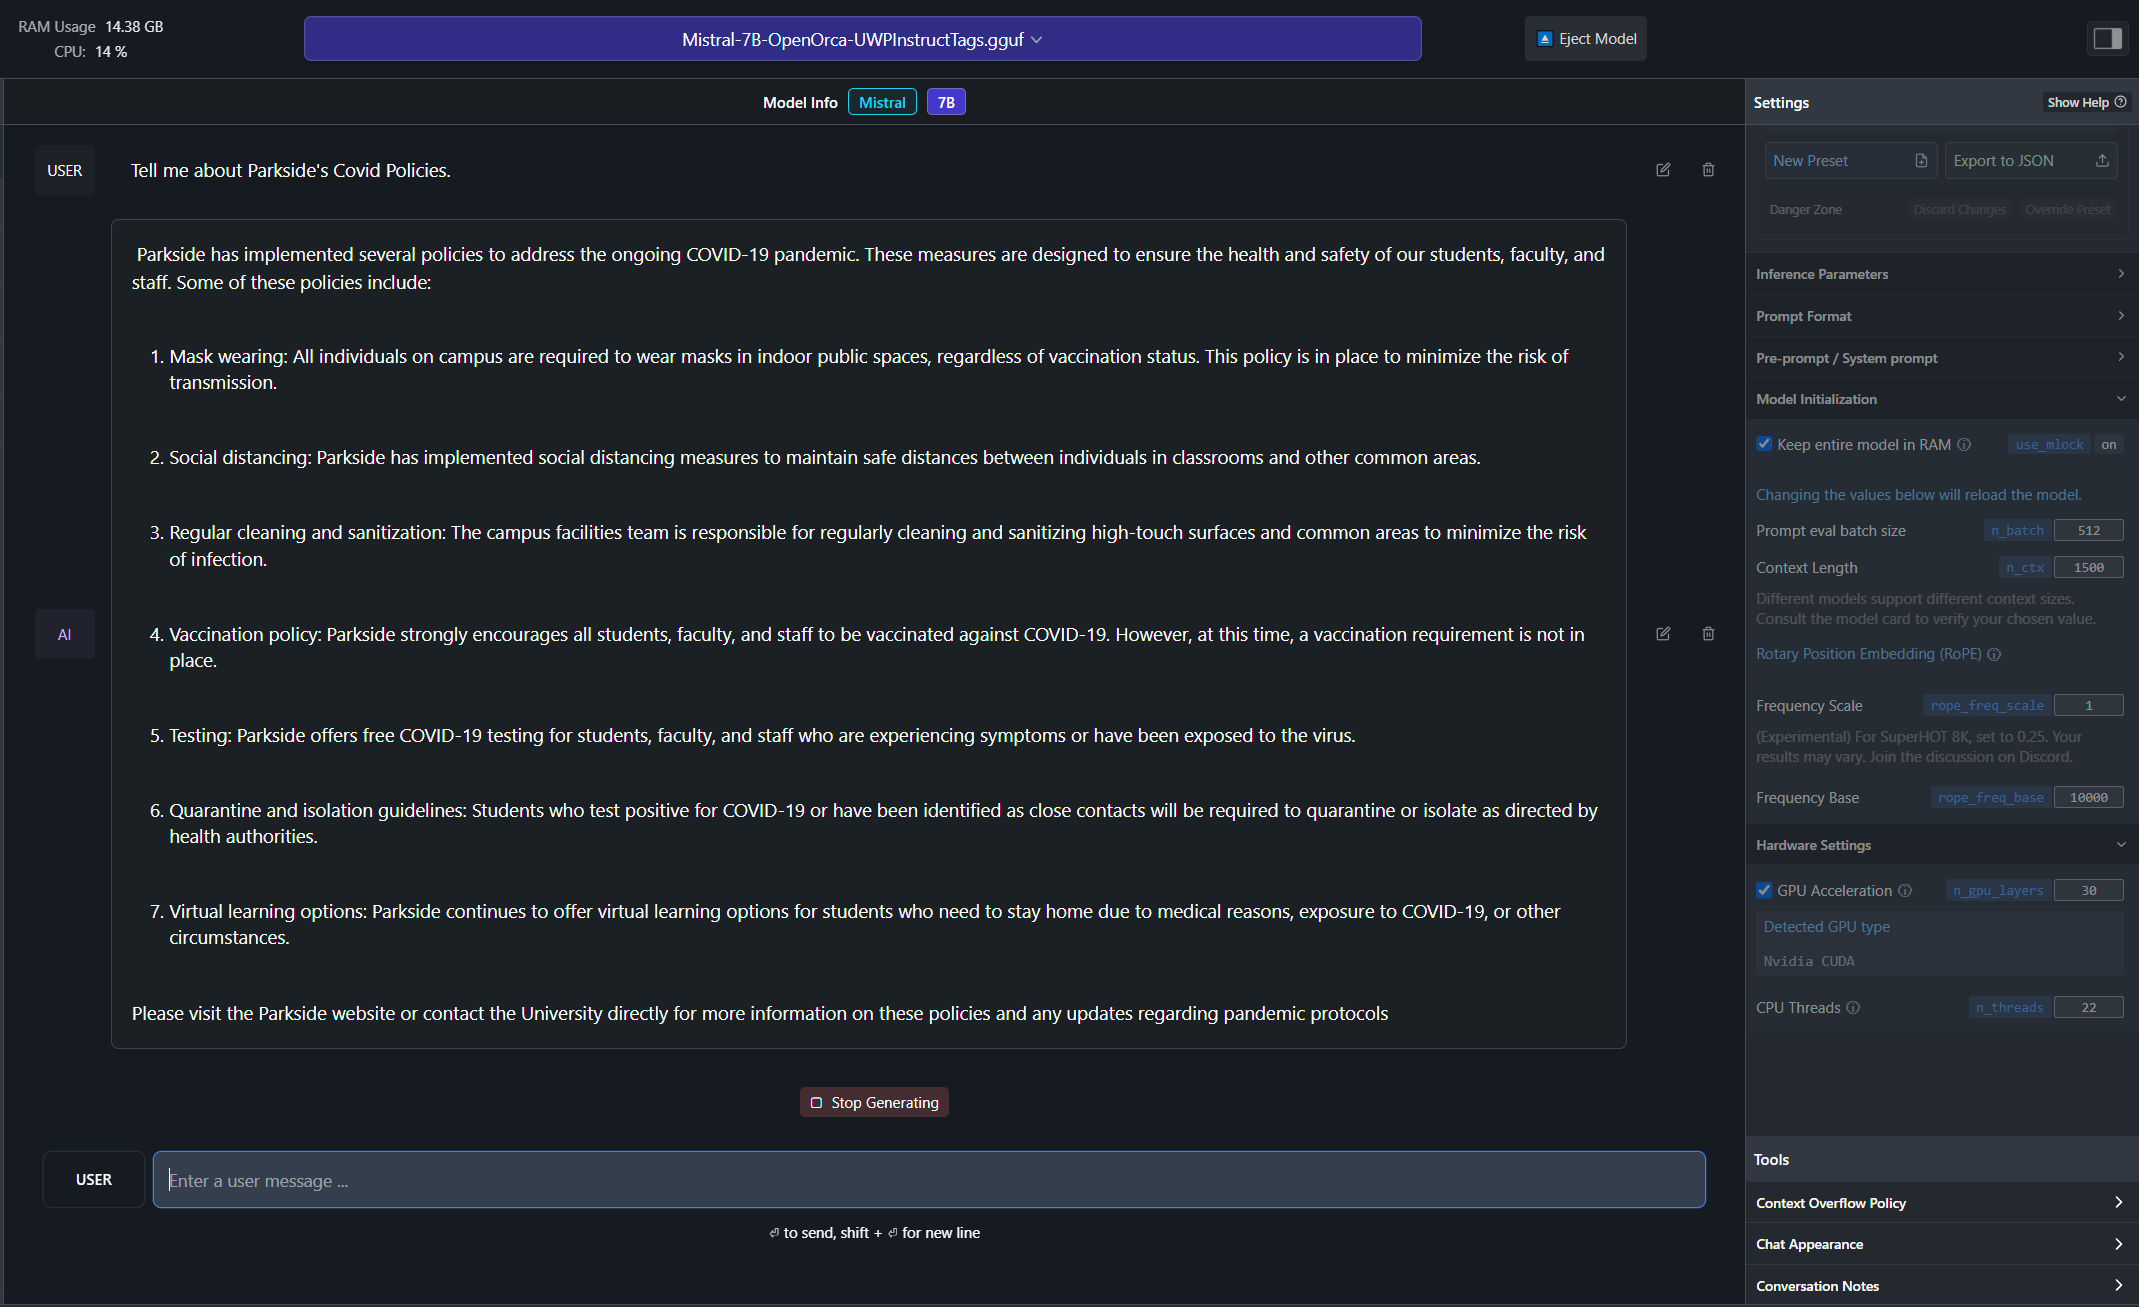 RAM Usage 14.38 GB
CPU: 14 %
Mistral-7B-OpenOrca-UWPInstructTags.gguf
Eject Model
Model Info Mistral 7B
USER
Tell me about Parkside's Covid Policies.
Parkside has implemented several policies to address the ongoing COVID-19 pandemic. These measures are designed to ensure the health and safety of our students, faculty, and
staff. Some of these policies include:
1. Mask wearing: All individuals on campus are required to wear masks in indoor public spaces, regardless of vaccination status. This policy is in place to minimize the risk of
transmission.
2. Social distancing: Parkside has implemented social distancing measures to maintain safe distances between individuals in classrooms and other common areas.
3. Regular cleaning and sanitization: The campus facilities team is responsible for regularly cleaning and sanitizing high-touch surfaces and common areas to minimize the risk
of infection.
AI
4. Vaccination policy: Parkside strongly encourages all students, faculty, and staff to be vaccinated against COVID-19. However, at this time, a vaccination requirement is not in
place.
5. Testing: Parkside offers free COVID-19 testing for students, faculty, and staff who are experiencing symptoms or have been exposed to the virus.
6. Quarantine and isolation guidelines: Students who test positive for COVID-19 or have been identified as close contacts will be required to quarantine or isolate as directed by
health authorities.
7. Virtual learning options: Parkside continues to offer virtual learning options for students who need to stay home due to medical reasons, exposure to COVID-19, or other
circumstances.
Please visit the Parkside website or contact the University directly for more information on these policies and any updates regarding pandemic protocols
Stop Generating
USER
Enter a user message ...
⏎ to send, shift + ⏎ for new line
Settings
Show Help
New Preset
Export to JSON
Danger Zone Discard Changes Override Preset
Inference Parameters
Prompt Format
Pre-prompt / System prompt
Model Initialization
Keep entire model in RAM use_mlock on
Changing the values below will reload the model.
Prompt eval batch size n_batch 512
Context Length n_ctx 1500
Different models support different context sizes.
Consult the model card to verify your chosen value.
Rotary Position Embedding (RoPE)
Frequency Scale rope_freq_scale 1
(Experimental) For SuperHOT 8K, set to 0.25. Your
results may vary. Join the discussion on Discord.
Frequency Base rope_freq_base 10000
Hardware Settings
GPU Acceleration n_gpu_layers 30
Detected GPU type
Nvidia CUDA
CPU Threads n_threads 22
Tools
Context Overflow Policy
Chat Appearance
Conversation Notes